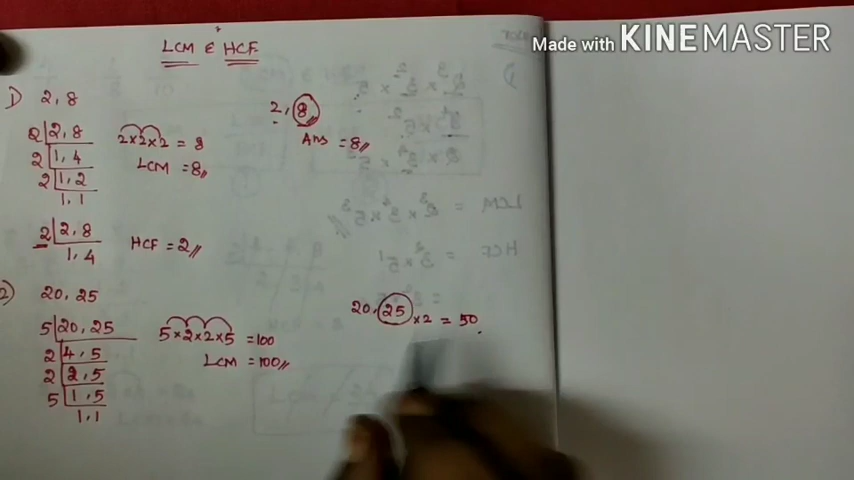 Made with KINEMASTER
LCM & HCF
1) 2, 8
2 | 2, 8
2 | 1, 4
2 | 1, 2
1, 1
2×2×2 = 8
LCM = 8//
2, 8
Ans = 8//
2 | 2, 8
1, 4
HCF = 2//
2) 20, 25
5 | 20, 25
2 | 4, 5
2 | 2, 5
5 | 1, 5
1, 1
5×2×2×5 = 100
LCM = 100//
20, 25 ×2 = 50